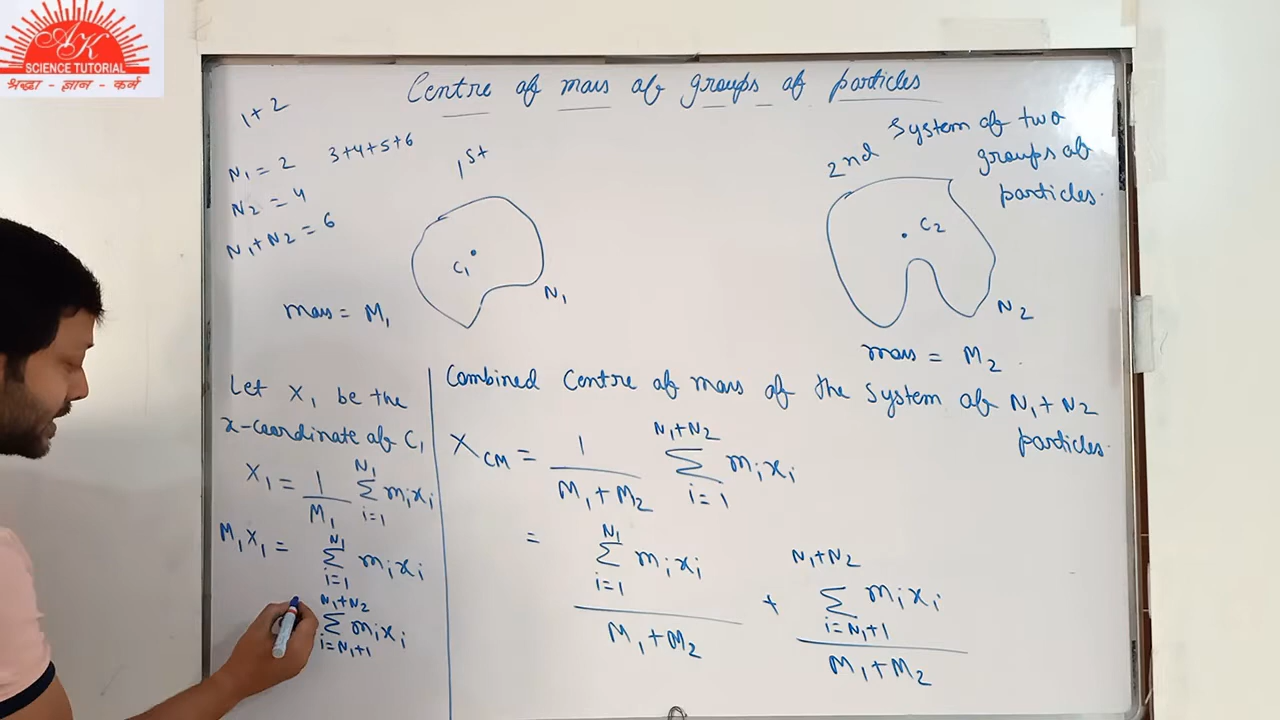 AK
SCIENCE TUTORIAL
श्रद्धा - ज्ञान - कर्म
Centre of mass of groups of particles
1+2
N₁ = 2 3+4+5+6
N₂ = 4
N₁+N₂ = 6
1st
C₁
N₁
mass = M₁
2nd
System of two
groups of
particles.
C₂
N₂
mass = M₂
Let X₁ be the
x-coordinate of C₁
X₁ = 1/M₁ Σ_{i=1}^{N₁} mᵢxᵢ
M₁X₁ = Σ_{i=1}^{N₁} mᵢxᵢ
Σ_{i=N₁+1}^{N₁+N₂} mᵢxᵢ
Combined Centre of mass of the System of N₁+N₂
particles.
X_CM = 1/(M₁+M₂) Σ_{i=1}^{N₁+N₂} mᵢxᵢ
= (Σ_{i=1}^{N₁} mᵢxᵢ)/(M₁+M₂) + (Σ_{i=N₁+1}^{N₁+N₂} mᵢxᵢ)/(M₁+M₂)